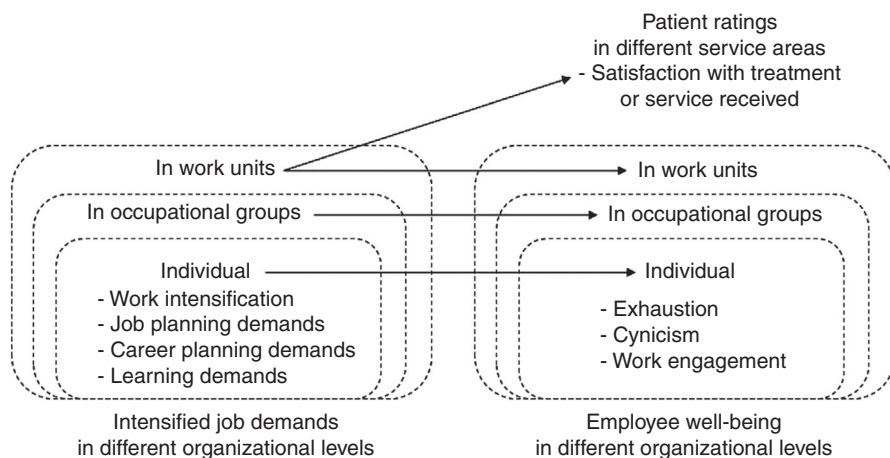 Patient ratings
in different service areas
- Satisfaction with treatment
or service received
In work units
In work units
In occupational groups
In occupational groups
Individual
- Work intensification
- Job planning demands
- Career planning demands
- Learning demands
Individual
- Exhaustion
- Cynicism
- Work engagement
Intensified job demands
in different organizational levels
Employee well-being
in different organizational levels